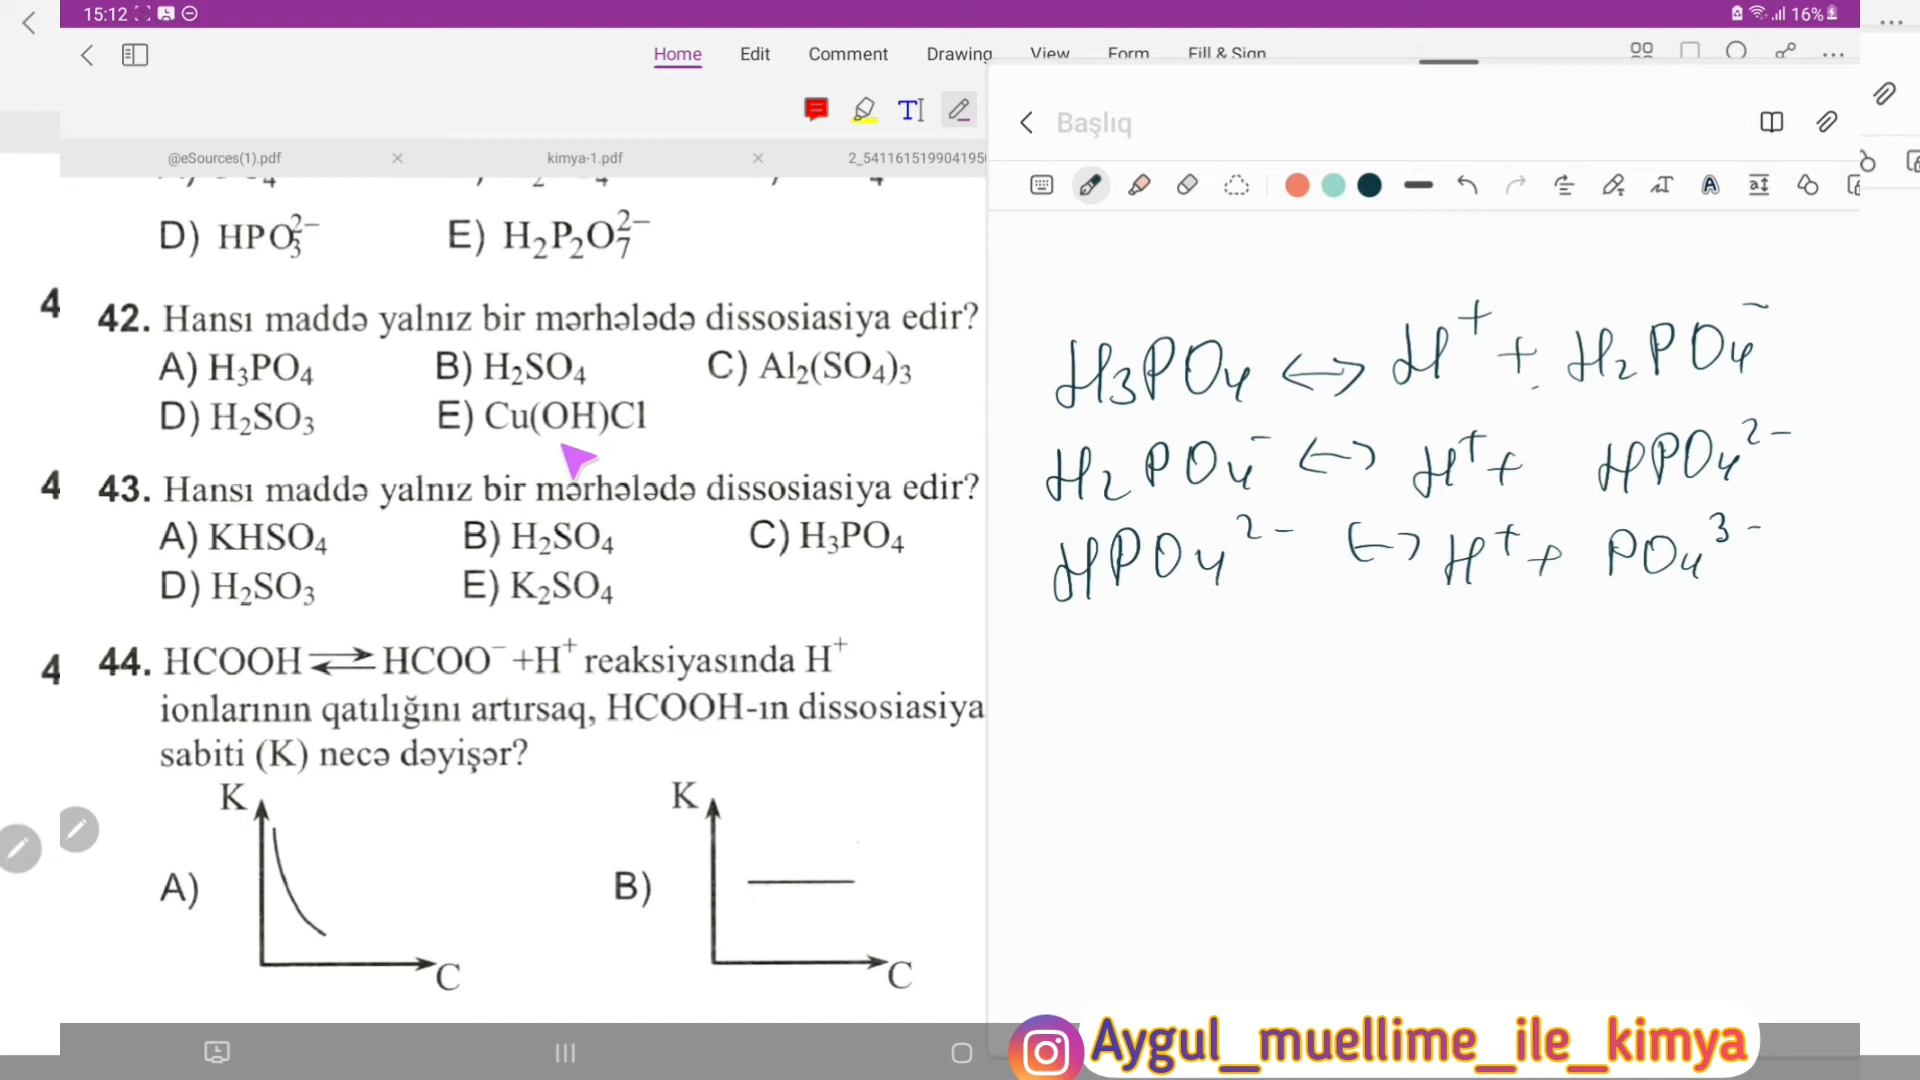 15:12
16%
Home Edit Comment Drawing View Form Fill & Sign
@eSources(1).pdf kimya-1.pdf 2_541161519904195
D) HPO₃²⁻ E) H₂P₂O₇²⁻
42. Hansı maddə yalnız bir mərhələdə dissosiasiya edir?
A) H₃PO₄ B) H₂SO₄ C) Al₂(SO₄)₃
D) H₂SO₃ E) Cu(OH)Cl
43. Hansı maddə yalnız bir mərhələdə dissosiasiya edir?
A) KHSO₄ B) H₂SO₄ C) H₃PO₄
D) H₂SO₃ E) K₂SO₄
44. HCOOH ⇄ HCOO⁻ + H⁺ reaksiyasında H⁺
ionlarının qatılığını artırsaq, HCOOH-ın dissosiasiya
sabiti (K) necə dəyişər?
K K
A) B)
C C
4
4
4
Başlıq
H₃PO₄ ↔ H⁺ + H₂PO₄⁻
H₂PO₄⁻ ↔ H⁺ + HPO₄²⁻
HPO₄²⁻ ↔ H⁺ + PO₄³⁻
Aygul_muellime_ile_kimya